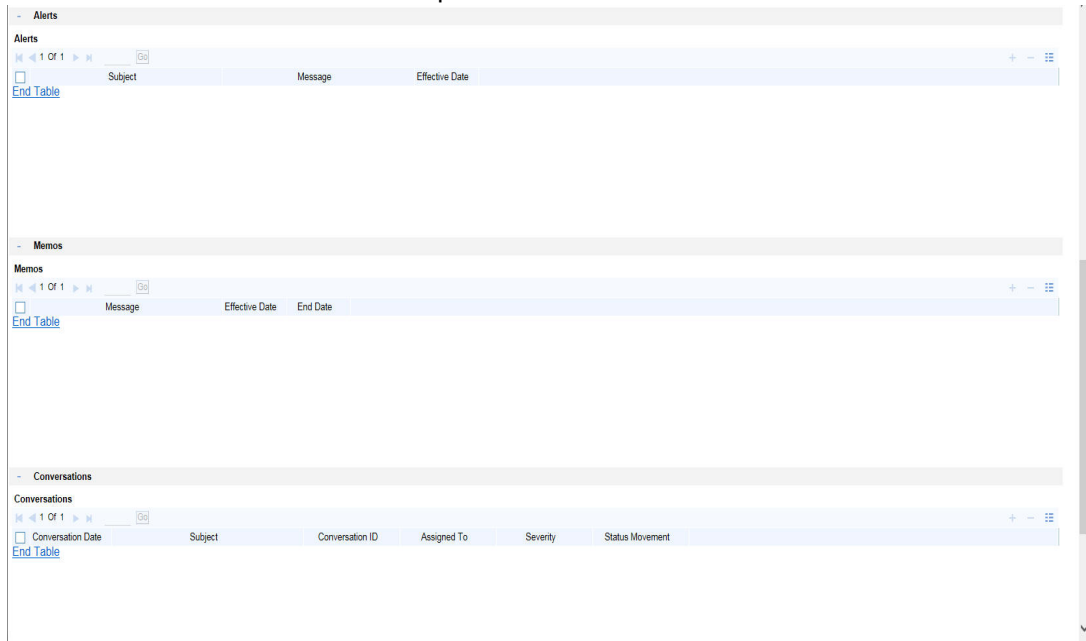 - Alerts
Alerts
1 Of 1 Go
Subject Message Effective Date
End Table
- Memos
Memos
1 Of 1 Go
Message Effective Date End Date
End Table
- Conversations
Conversations
1 Of 1 Go
Conversation Date Subject Conversation ID Assigned To Severity Status Movement
End Table